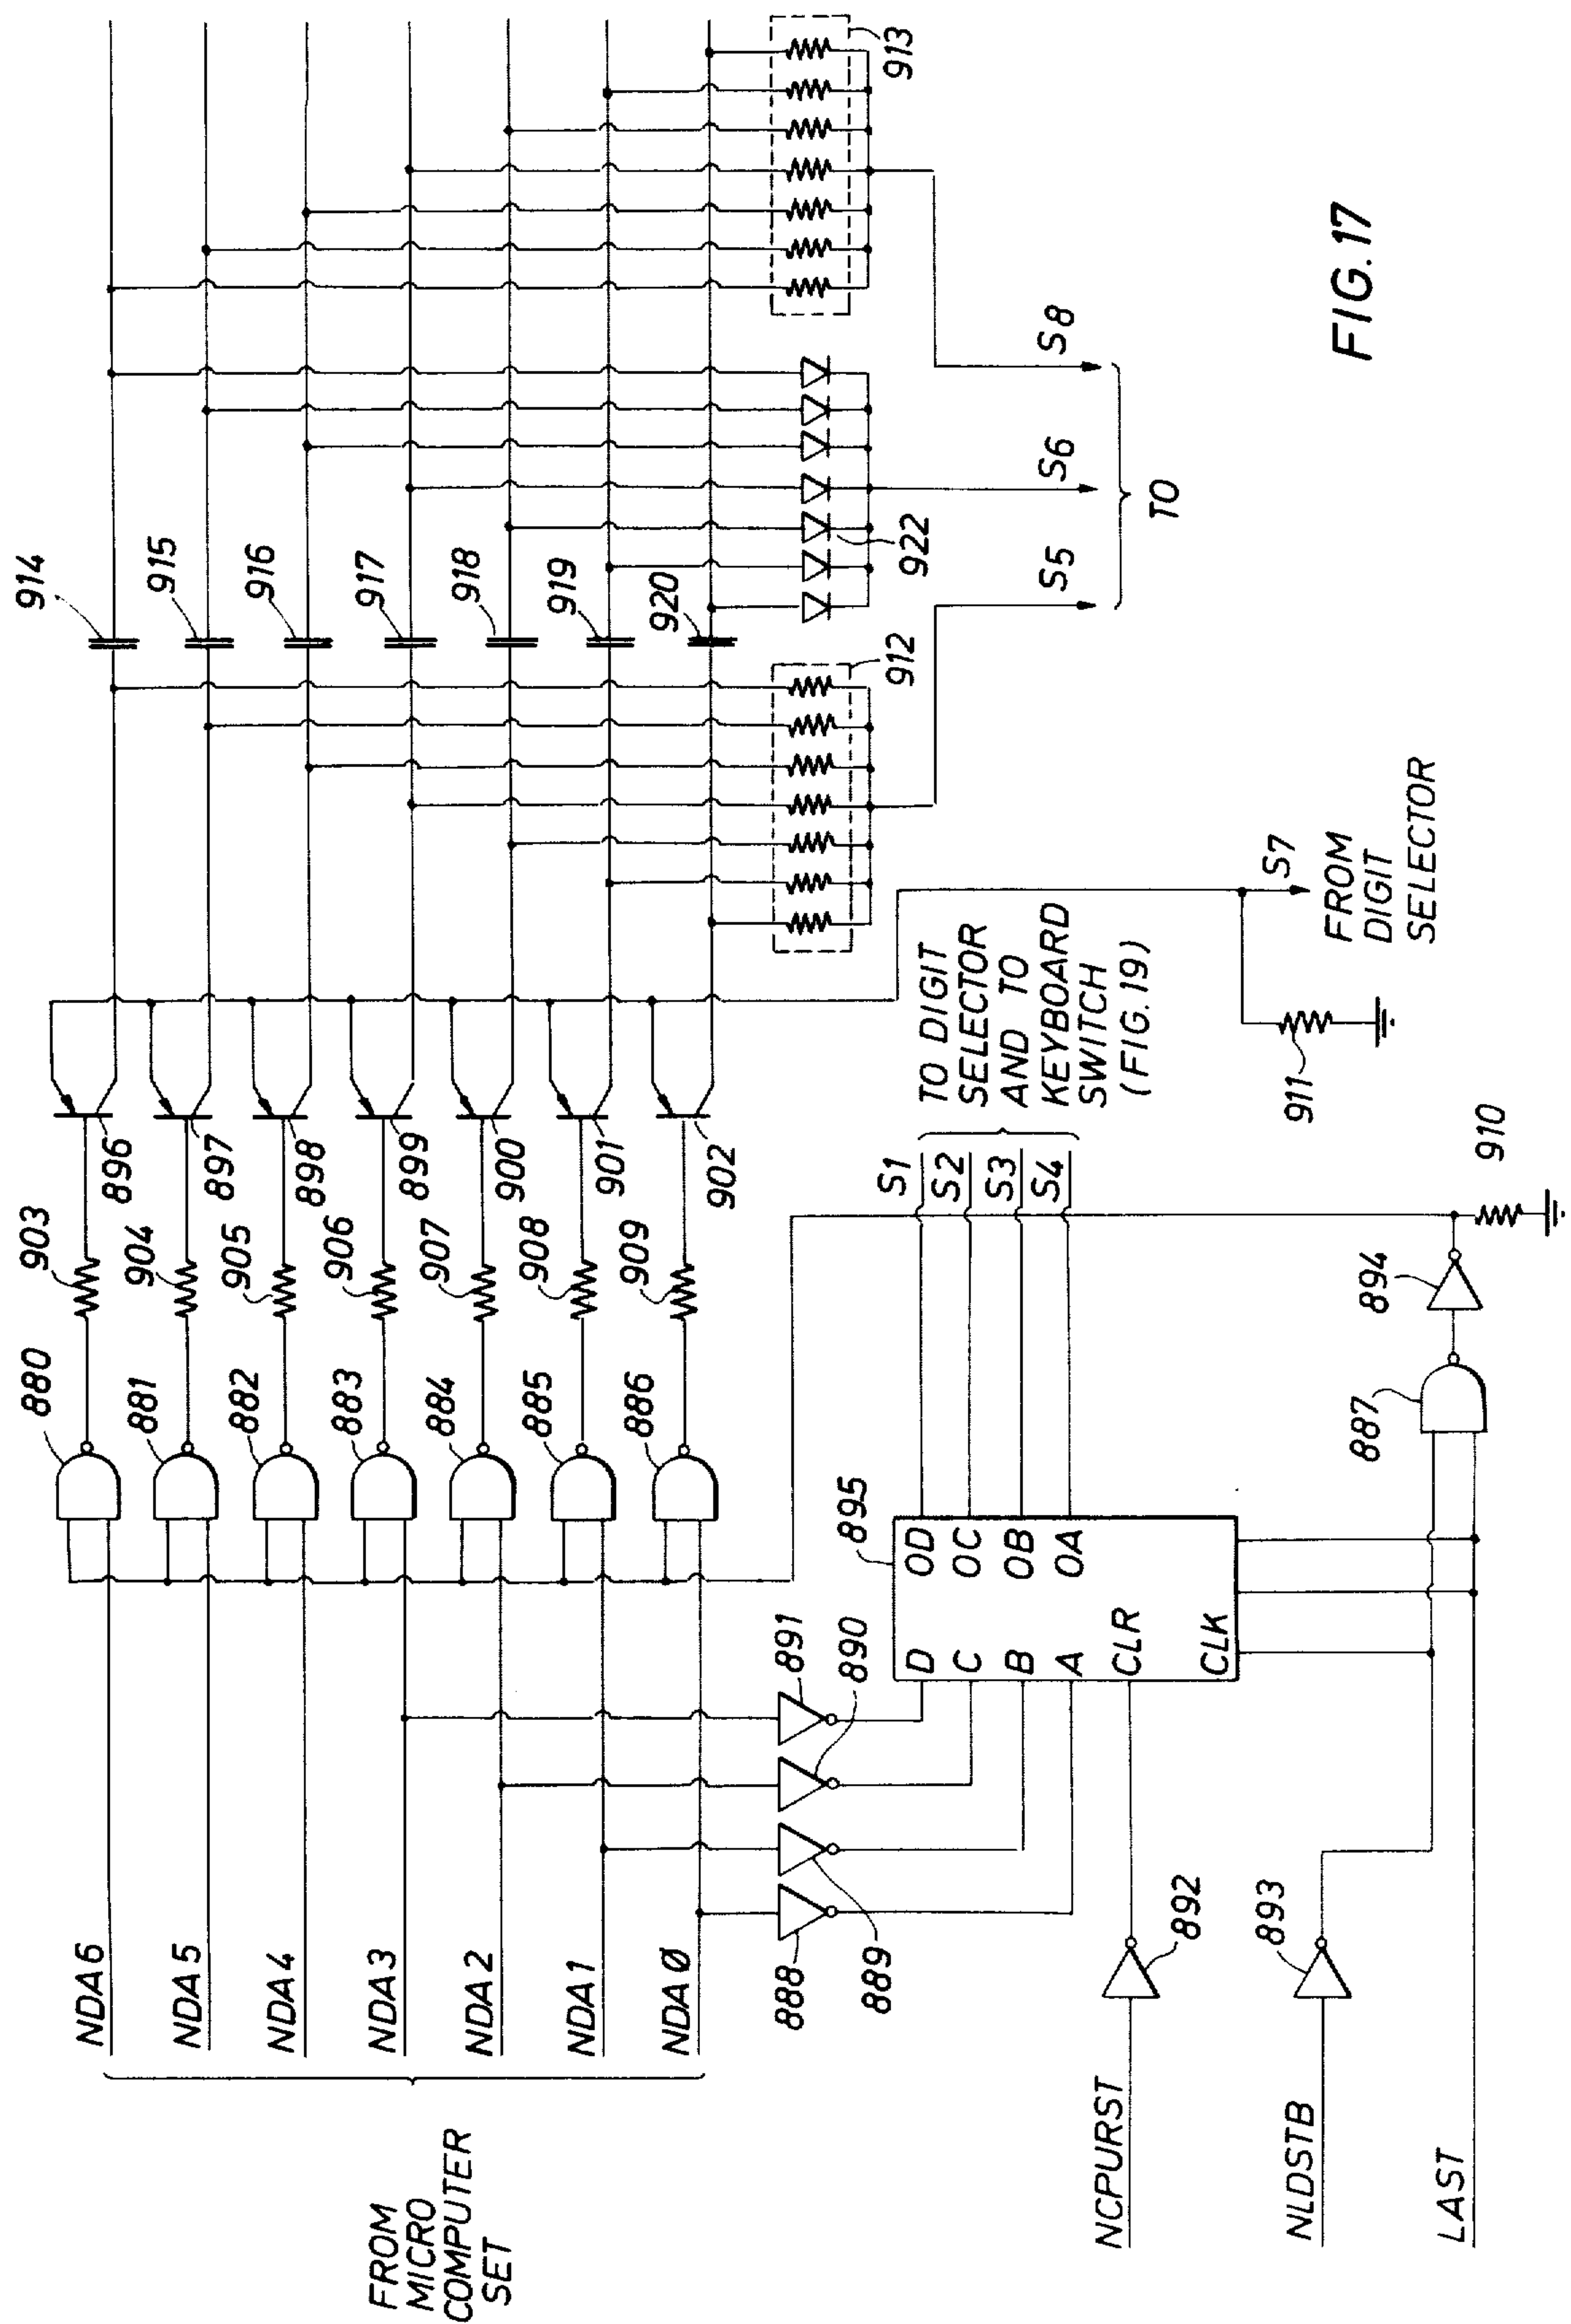 FROM
MICRO
COMPUTER
SET
NDA6
NDA5
NDA4
NDA3
NDA2
NDA1
NDAØ
880
881
882
883
884
885
886
903
904
905
906
907
908
909
896
897
898
899
900
901
902
914
915
916
917
918
919
920
912
922
913
888
889
890
891
895
D
C
B
A
CLR
CLK
OD
OC
OB
OA
S1
S2
S3
S4
TO DIGIT
SELECTOR
AND TO
KEYBOARD
SWITCH
(FIG.19)
S5
S6
S8
TO
NCPURST
892
NLDSTB
893
LAST
887
894
910
911
S7
FROM
DIGIT
SELECTOR
FIG.17